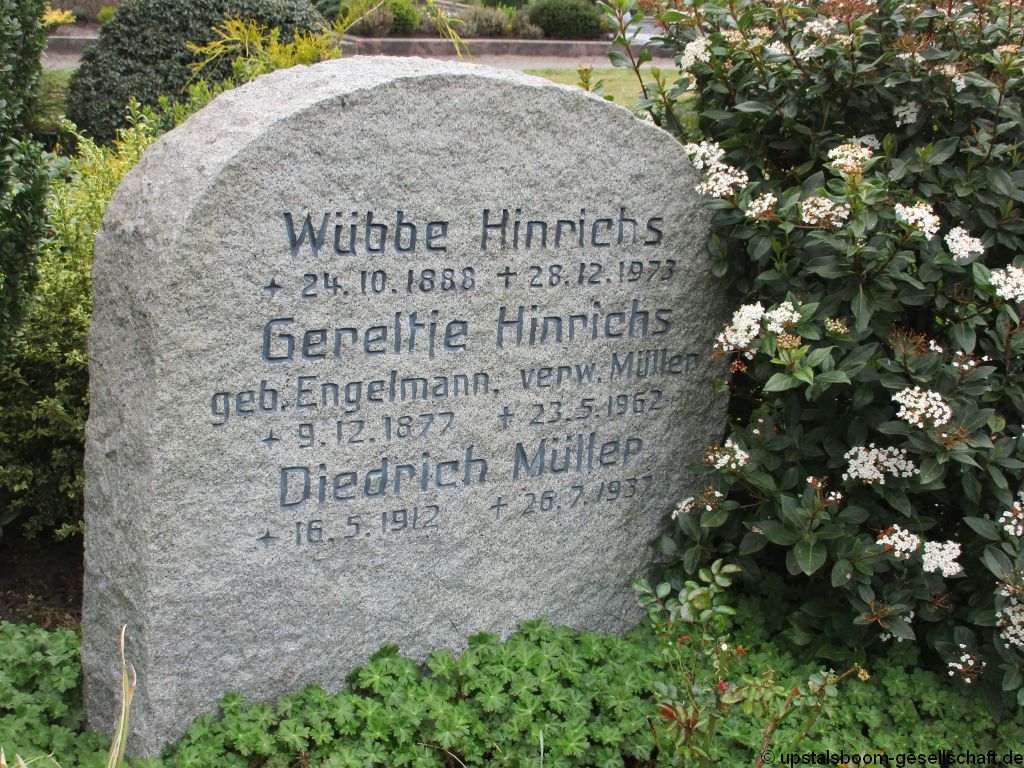 Wübbe Hinrichs
+ 24.10.1888 + 28.12.1973
Gereltje Hinrichs
geb. Engelmann, verw. Müller
+ 9.12.1877 + 23.5.1962
Diedrich Müller
+ 16.5.1912 + 26.7.1937
© upstalsboom-gesellschaft.de